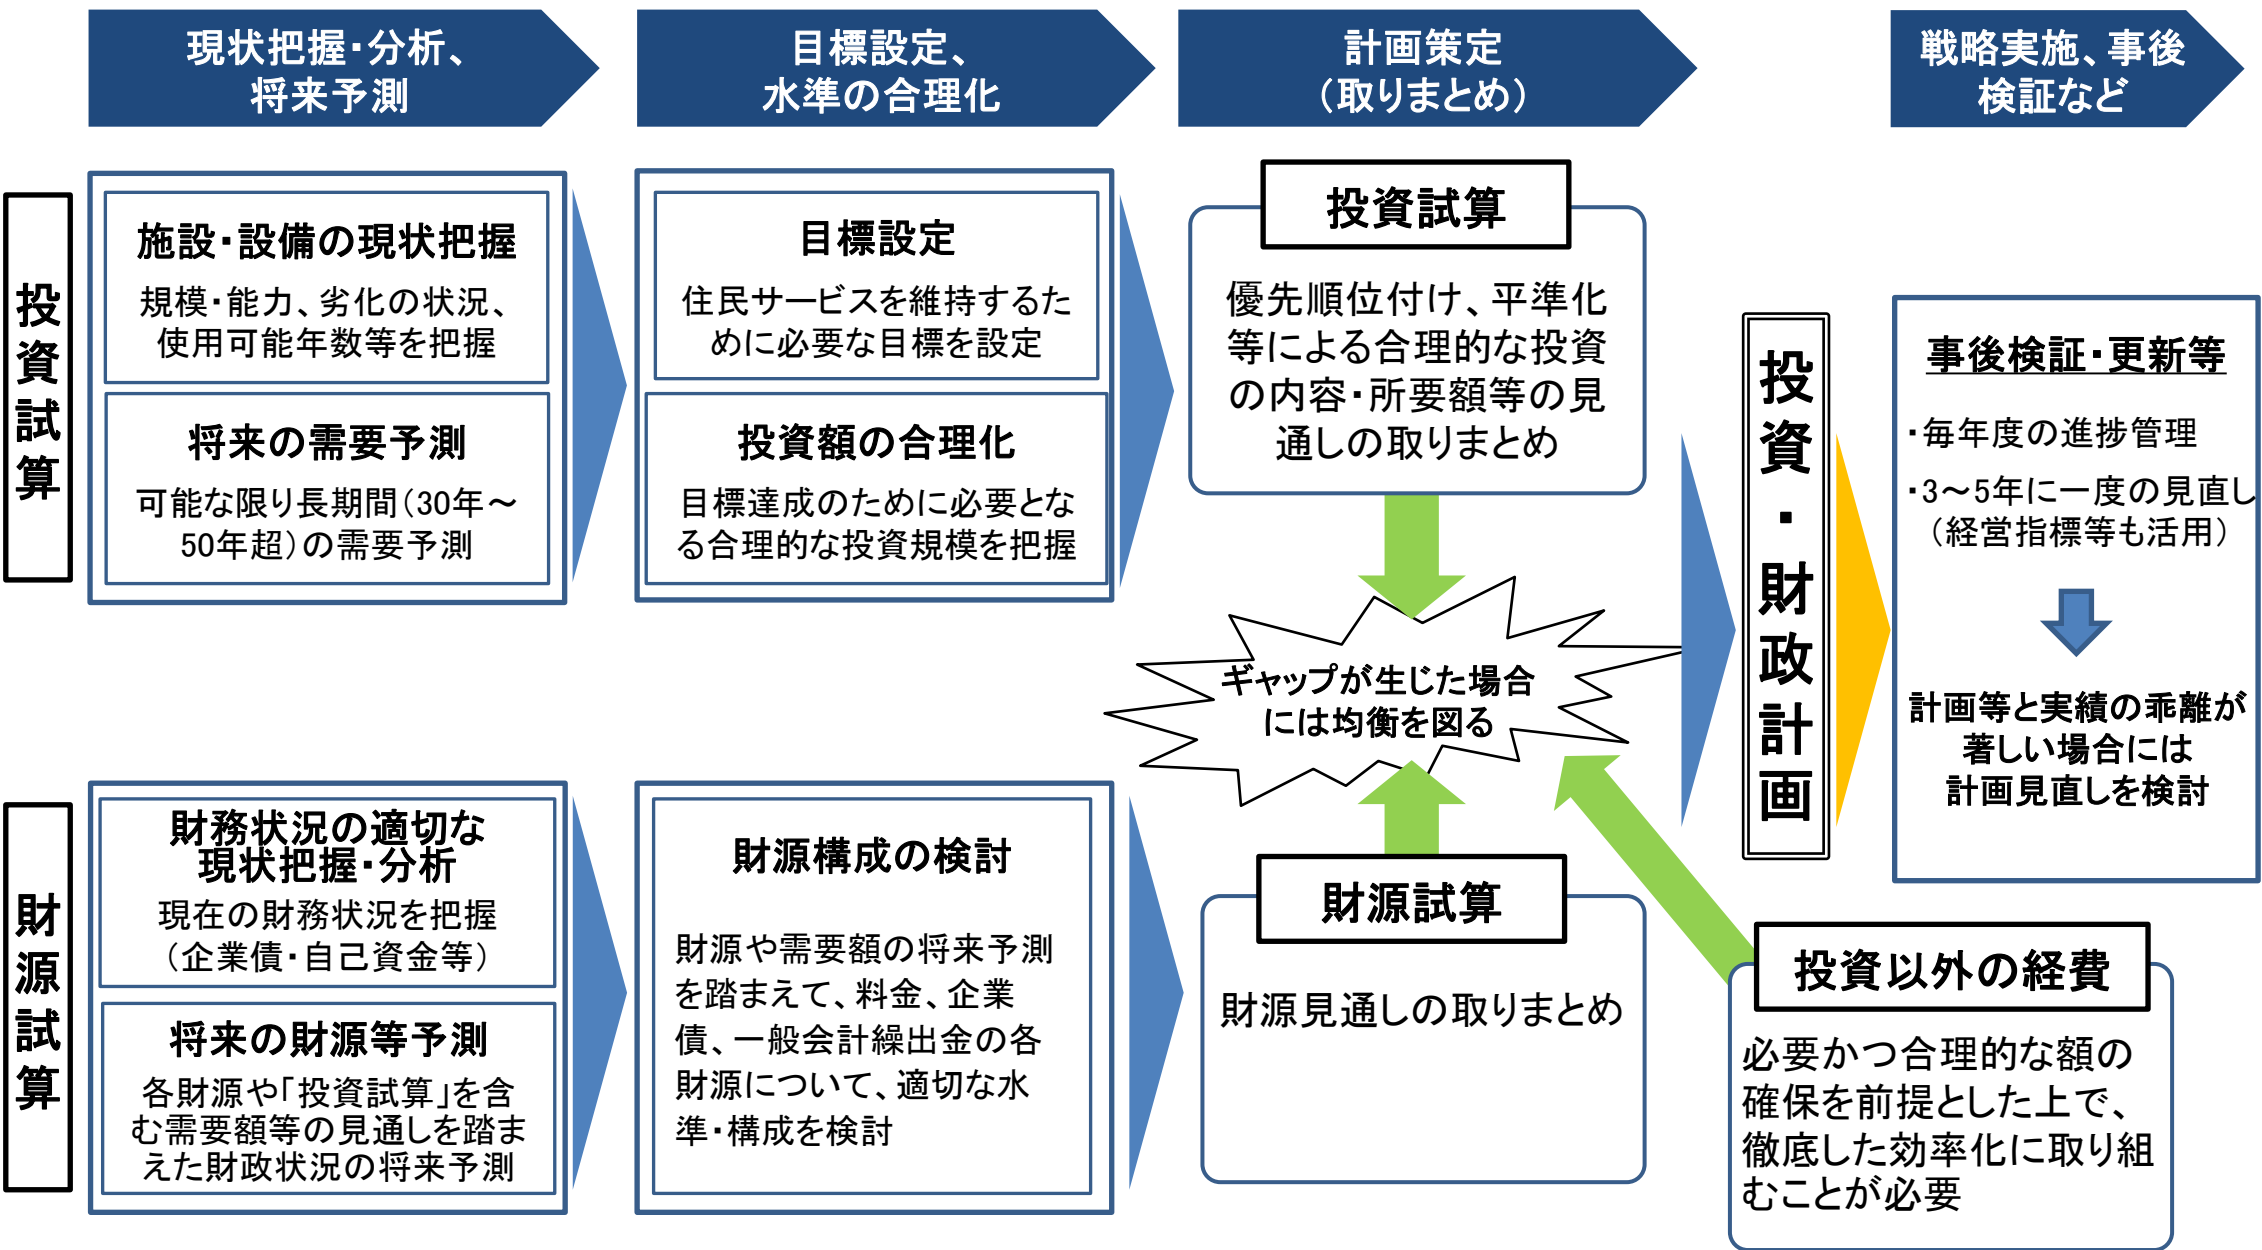 現状把握・分析、
将来予測
目標設定、
水準の合理化
計画策定
（取りまとめ）
戦略実施、事後
検証など
投資試算
施設・設備の現状把握
規模・能力、劣化の状況、
使用可能年数等を把握
将来の需要予測
可能な限り長期間（30年～
50年超）の需要予測
目標設定
住民サービスを維持するた
めに必要な目標を設定
投資額の合理化
目標達成のために必要とな
る合理的な投資規模を把握
投資試算
優先順位付け、平準化
等による合理的な投資
の内容・所要額等の見
通しの取りまとめ
ギャップが生じた場合
には均衡を図る
投資・財政計画
事後検証・更新等
・毎年度の進捗管理
・3～5年に一度の見直し
（経営指標等も活用）
計画等と実績の乖離が
著しい場合には
計画見直しを検討
財源試算
財務状況の適切な
現状把握・分析
現在の財務状況を把握
（企業債・自己資金等）
将来の財源等予測
各財源や「投資試算」を含
む需要額等の見通しを踏ま
えた財政状況の将来予測
財源構成の検討
財源や需要額の将来予測
を踏まえて、料金、企業
債、一般会計繰出金の各
財源について、適切な水
準・構成を検討
財源試算
財源見通しの取りまとめ
投資以外の経費
必要かつ合理的な額の
確保を前提とした上で、
徹底した効率化に取り組
むことが必要